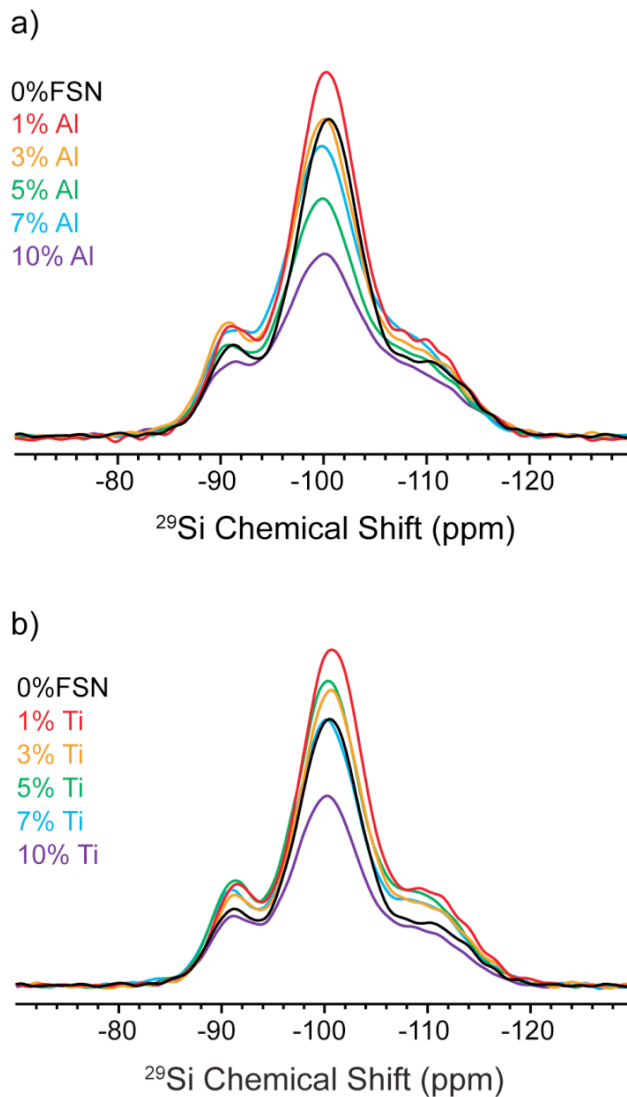 a)
0%FSN
1% Al
3% Al
5% Al
7% Al
10% Al
-80 -90 -100 -110 -120
²⁹Si Chemical Shift (ppm)
b)
0%FSN
1% Ti
3% Ti
5% Ti
7% Ti
10% Ti
-80 -90 -100 -110 -120
²⁹Si Chemical Shift (ppm)